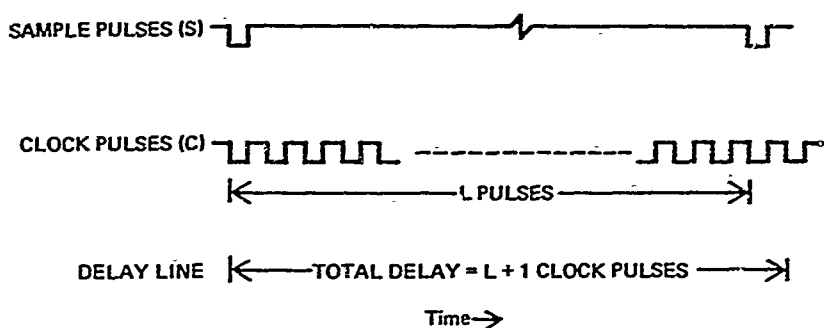 SAMPLE PULSES (S)
CLOCK PULSES (C)
L PULSES
DELAY LINE
TOTAL DELAY = L + 1 CLOCK PULSES
Time